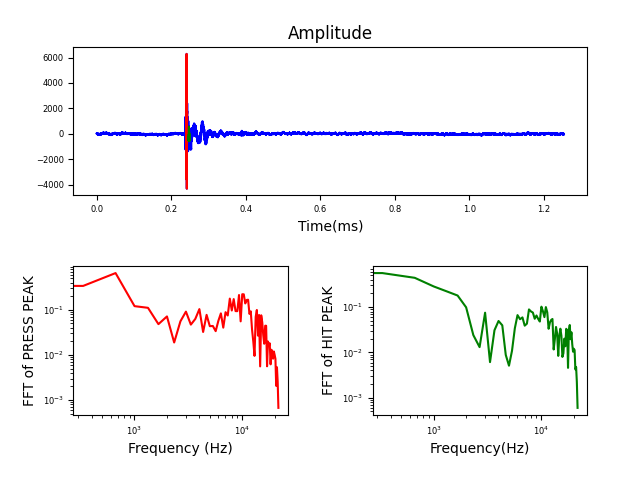 Amplitude
6000
4000
2000
0
−2000
−4000
0.0 0.2 0.4 0.6 0.8 1.0 1.2
Time(ms)
FFT of PRESS PEAK
10⁻¹
10⁻²
10⁻³
10³ 10⁴
Frequency (Hz)
FFT of HIT PEAK
10⁻¹
10⁻²
10⁻³
10³ 10⁴
Frequency(Hz)